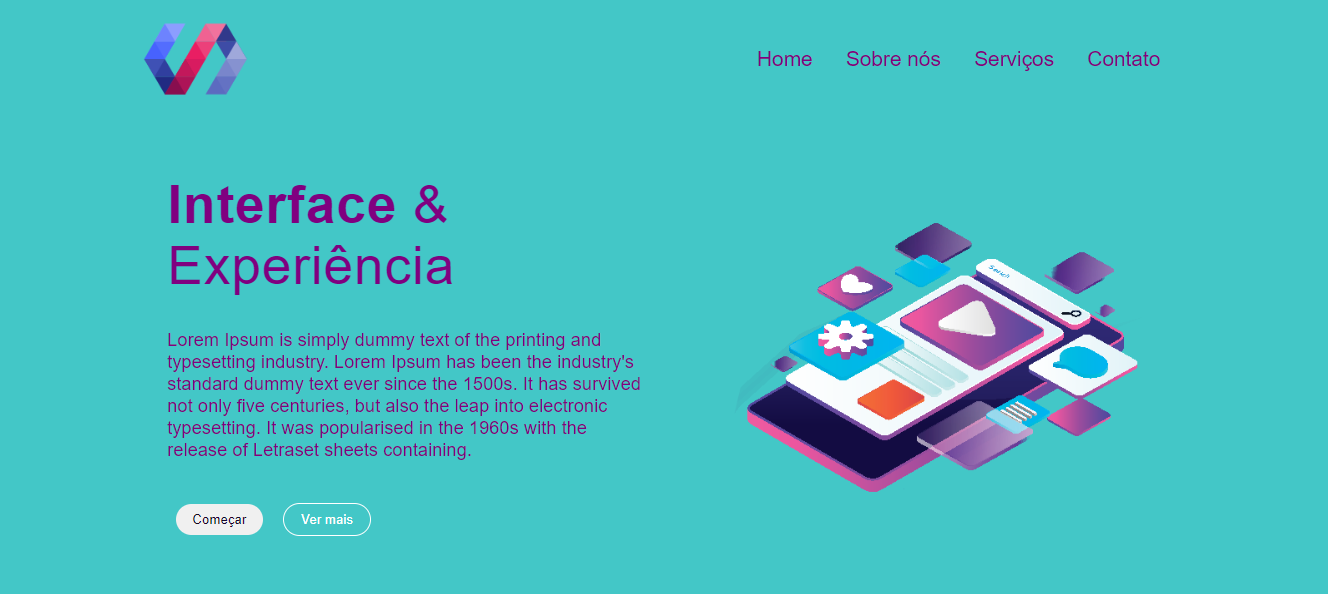 Home Sobre nós Serviços Contato
Interface &
Experiência
Lorem Ipsum is simply dummy text of the printing and
typesetting industry. Lorem Ipsum has been the industry's
standard dummy text ever since the 1500s. It has survived
not only five centuries, but also the leap into electronic
typesetting. It was popularised in the 1960s with the
release of Letraset sheets containing.
Começar Ver mais